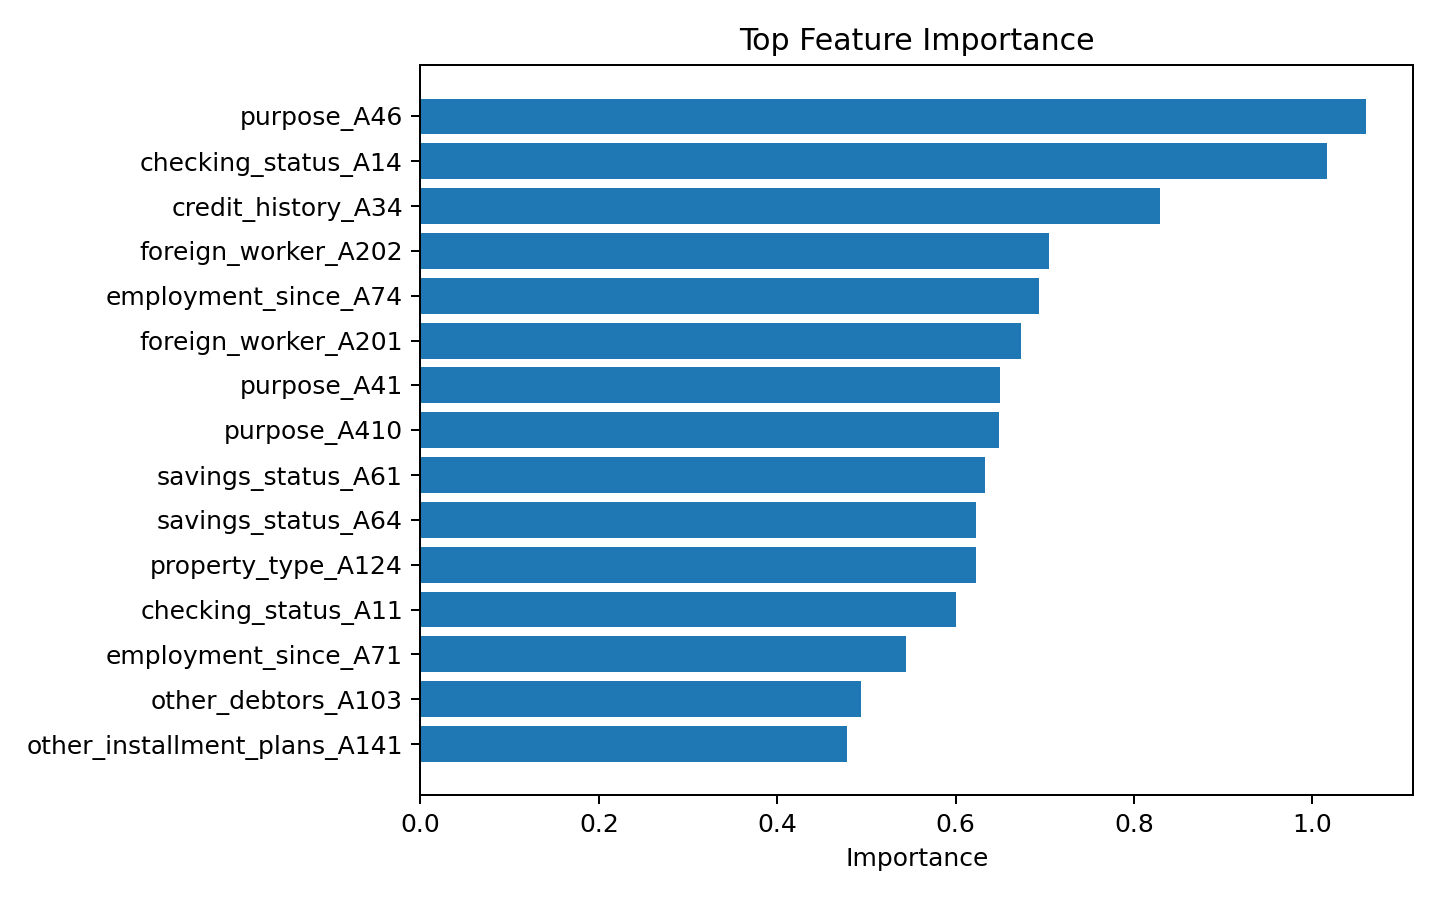 Top Feature Importance
purpose_A46
checking_status_A14
credit_history_A34
foreign_worker_A202
employment_since_A74
foreign_worker_A201
purpose_A41
purpose_A410
savings_status_A61
savings_status_A64
property_type_A124
checking_status_A11
employment_since_A71
other_debtors_A103
other_installment_plans_A141
0.0 0.2 0.4 0.6 0.8 1.0
Importance